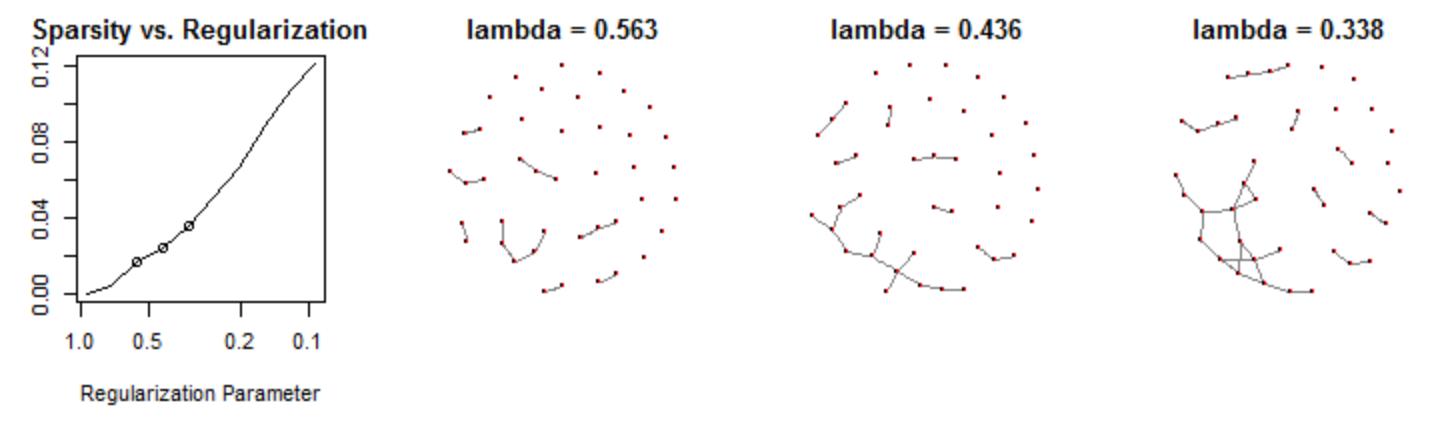 Sparsity vs. Regularization
lambda = 0.563
lambda = 0.436
lambda = 0.338
0.12
0.08
0.04
0.00
1.0 0.5 0.2 0.1
Regularization Parameter